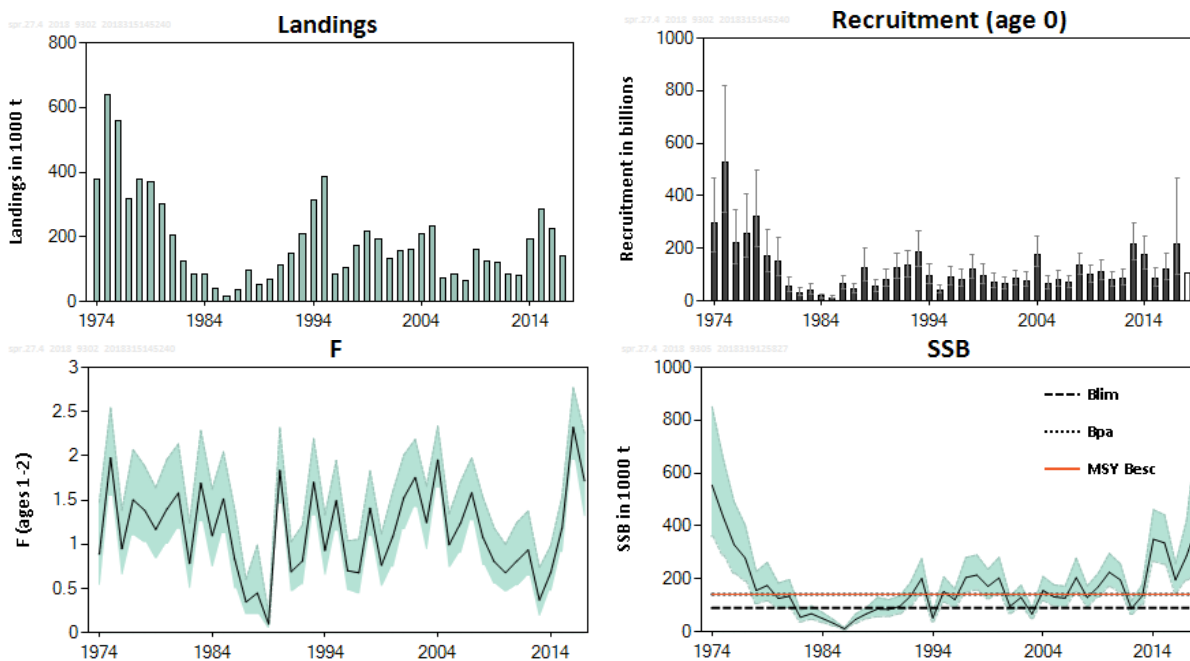 spr.27.4 2018 9302 2018315145240
Landings
Landings in 1000 t
800
600
400
200
0
1974
1984
1994
2004
2014
spr.27.4 2018 9302 2018315145240
Recruitment (age 0)
Recruitment in billions
1000
800
600
400
200
0
1974
1984
1994
2004
2014
spr.27.4 2018 9302 2018315145240
F
F (ages 1-2)
3
2.5
2
1.5
1
0.5
0
1974
1984
1994
2004
2014
spr.27.4 2018 9305 2018319525827
SSB
SSB in 1000 t
1000
800
600
400
200
0
Blim
Bpa
MSY Besc
1974
1984
1994
2004
2014